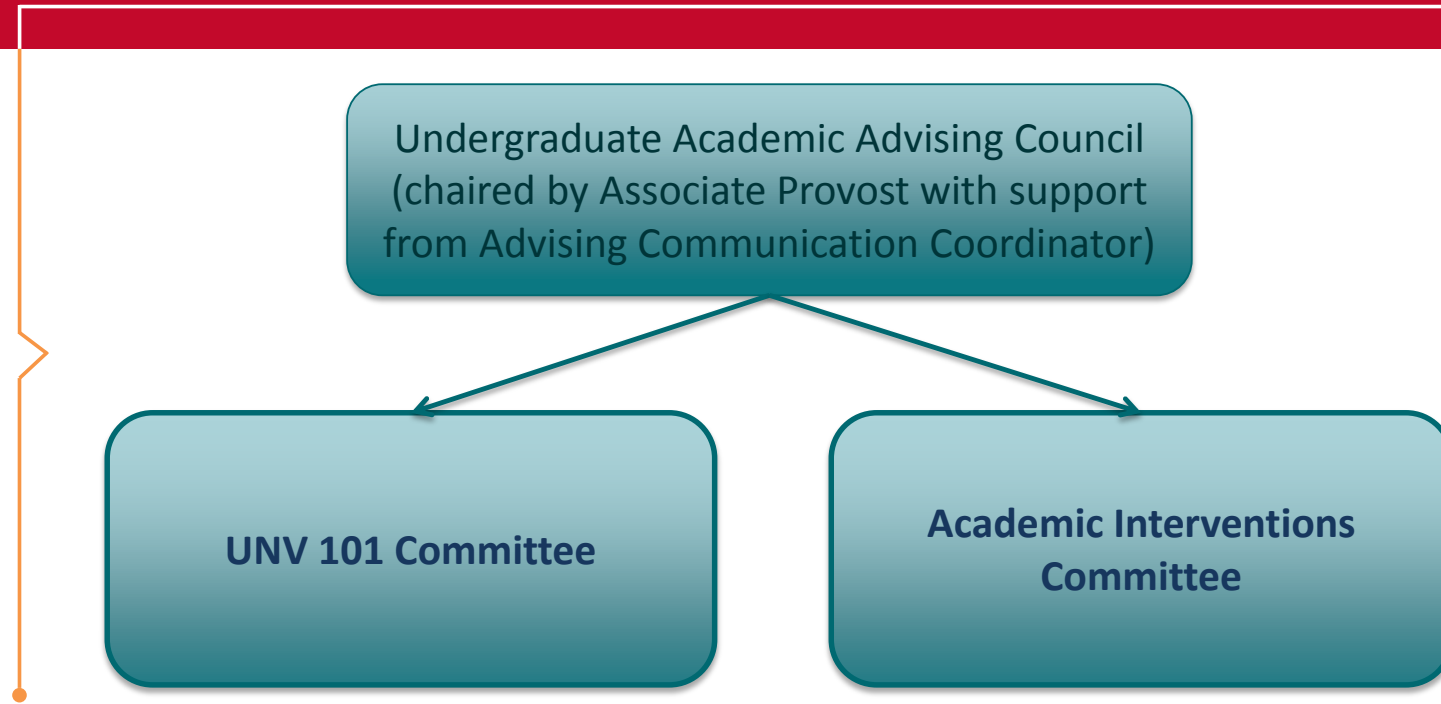 Undergraduate Academic Advising Council
(chaired by Associate Provost with support
from Advising Communication Coordinator)
UNV 101 Committee
Academic Interventions
Committee